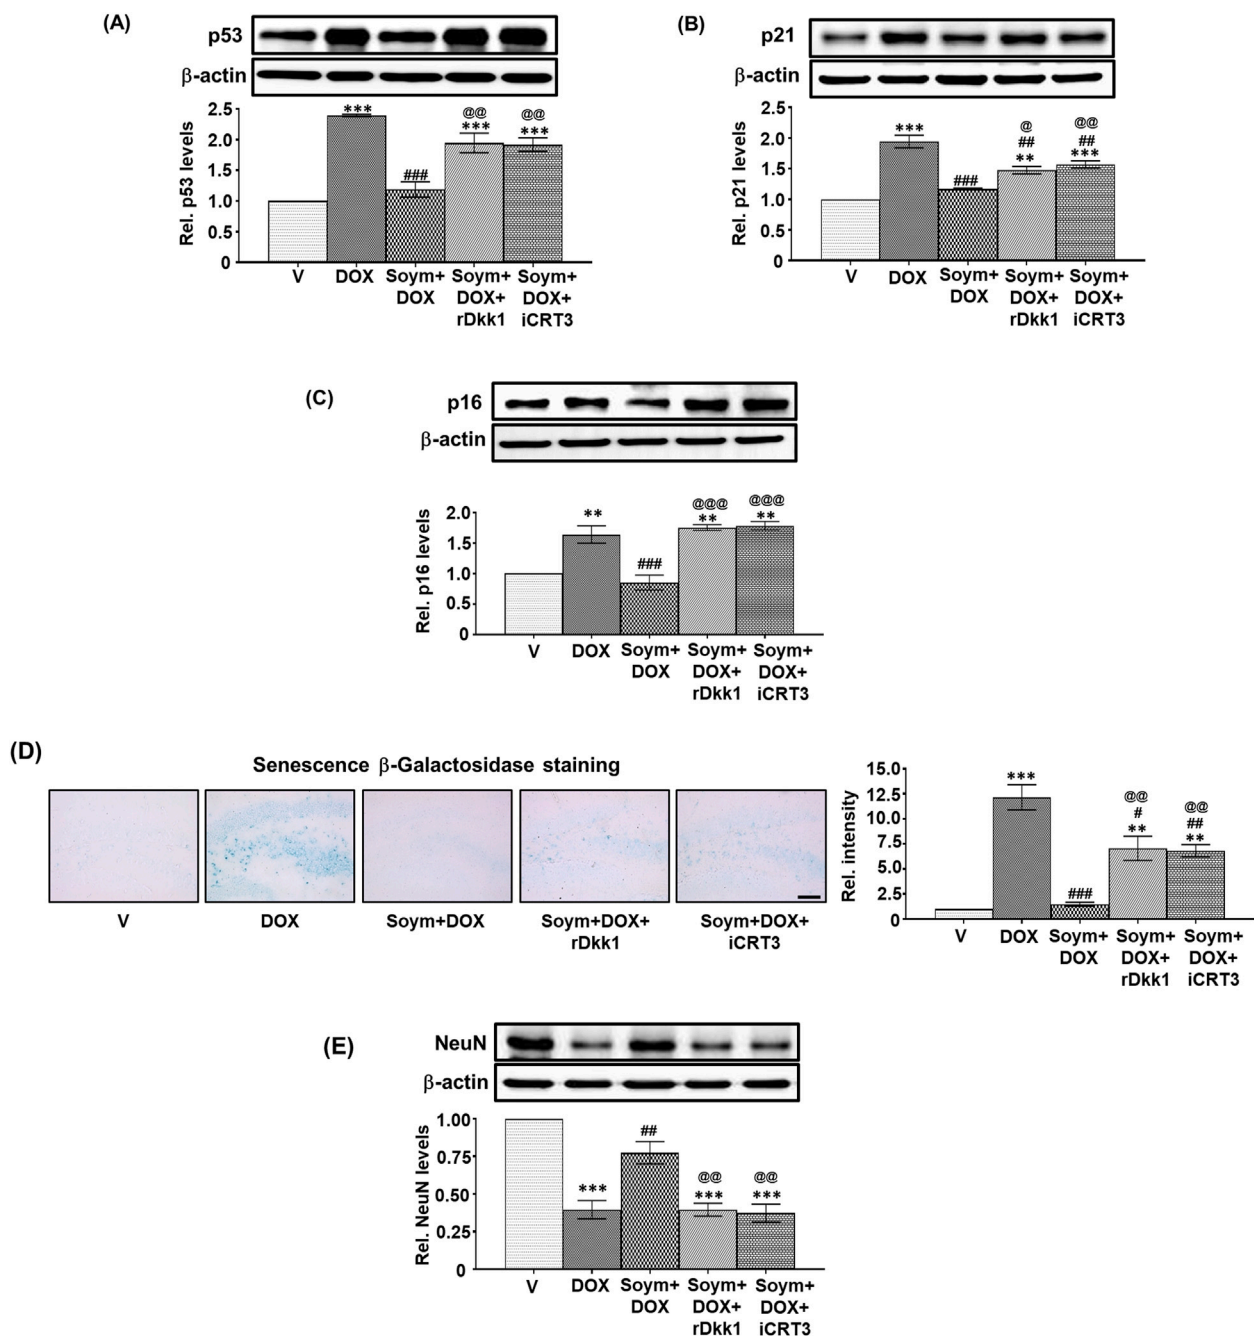 (A)
p53
β-actin
Rel. p53 levels
2.5
2.0
1.5
1.0
0.5
0
***
###
@@
***
@@
***
V
DOX
Soym+
DOX
Soym+
DOX+
rDkk1
Soym+
DOX+
iCRT3
(B)
p21
β-actin
Rel. p21 levels
2.5
2.0
1.5
1.0
0.5
0
***
###
@
##
**
@@
##
***
V
DOX
Soym+
DOX
Soym+
DOX+
rDkk1
Soym+
DOX+
iCRT3
(C)
p16
β-actin
Rel. p16 levels
2.0
1.5
1.0
0.5
0
**
###
@@@
**
@@@
**
V
DOX
Soym+
DOX
Soym+
DOX+
rDkk1
Soym+
DOX+
iCRT3
(D)
Senescence β-Galactosidase staining
V
DOX
Soym+DOX
Soym+DOX+
rDkk1
Soym+DOX+
iCRT3
Rel. intensity
15.0
12.5
10.0
7.5
5.0
2.5
0
***
###
@@
#
**
@@
##
**
V
DOX
Soym+
DOX
Soym+
DOX+
rDkk1
Soym+
DOX+
iCRT3
(E)
NeuN
β-actin
Rel. NeuN levels
1.00
0.75
0.50
0.25
0
***
##
@@
***
@@
***
V
DOX
Soym+
DOX
Soym+
DOX+
rDkk1
Soym+
DOX+
iCRT3